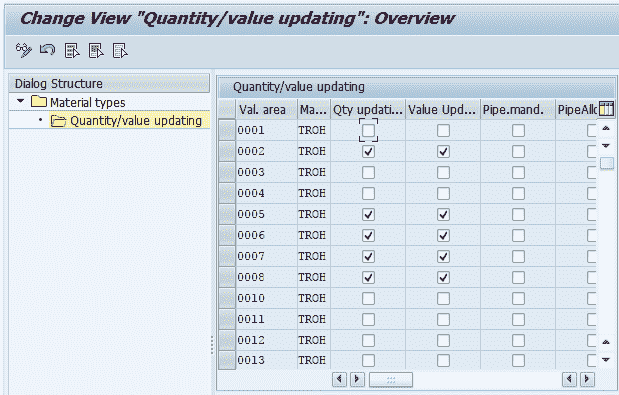 Change View "Quantity/value updating": Overview
Dialog Structure
Material types
Quantity/value updating
Quantity/value updating
Val. area Ma... Qty updati... Value Upd... Pipe.mand. PipeAllo
0001 TROH
0002 TROH
0003 TROH
0004 TROH
0005 TROH
0006 TROH
0007 TROH
0008 TROH
0010 TROH
0011 TROH
0012 TROH
0013 TROH